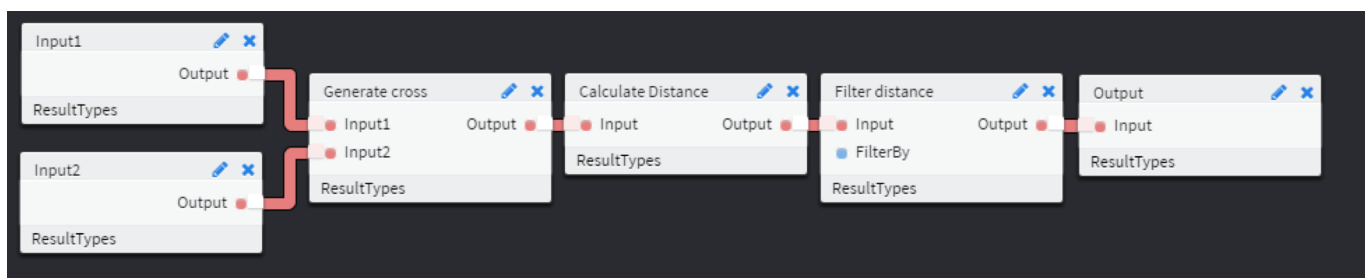 Input1
Output
ResultTypes
Input2
Output
ResultTypes
Generate cross
Input1 Output
Input2
ResultTypes
Calculate Distance
Input Output
ResultTypes
Filter distance
Input Output
FilterBy
ResultTypes
Output
Input
ResultTypes